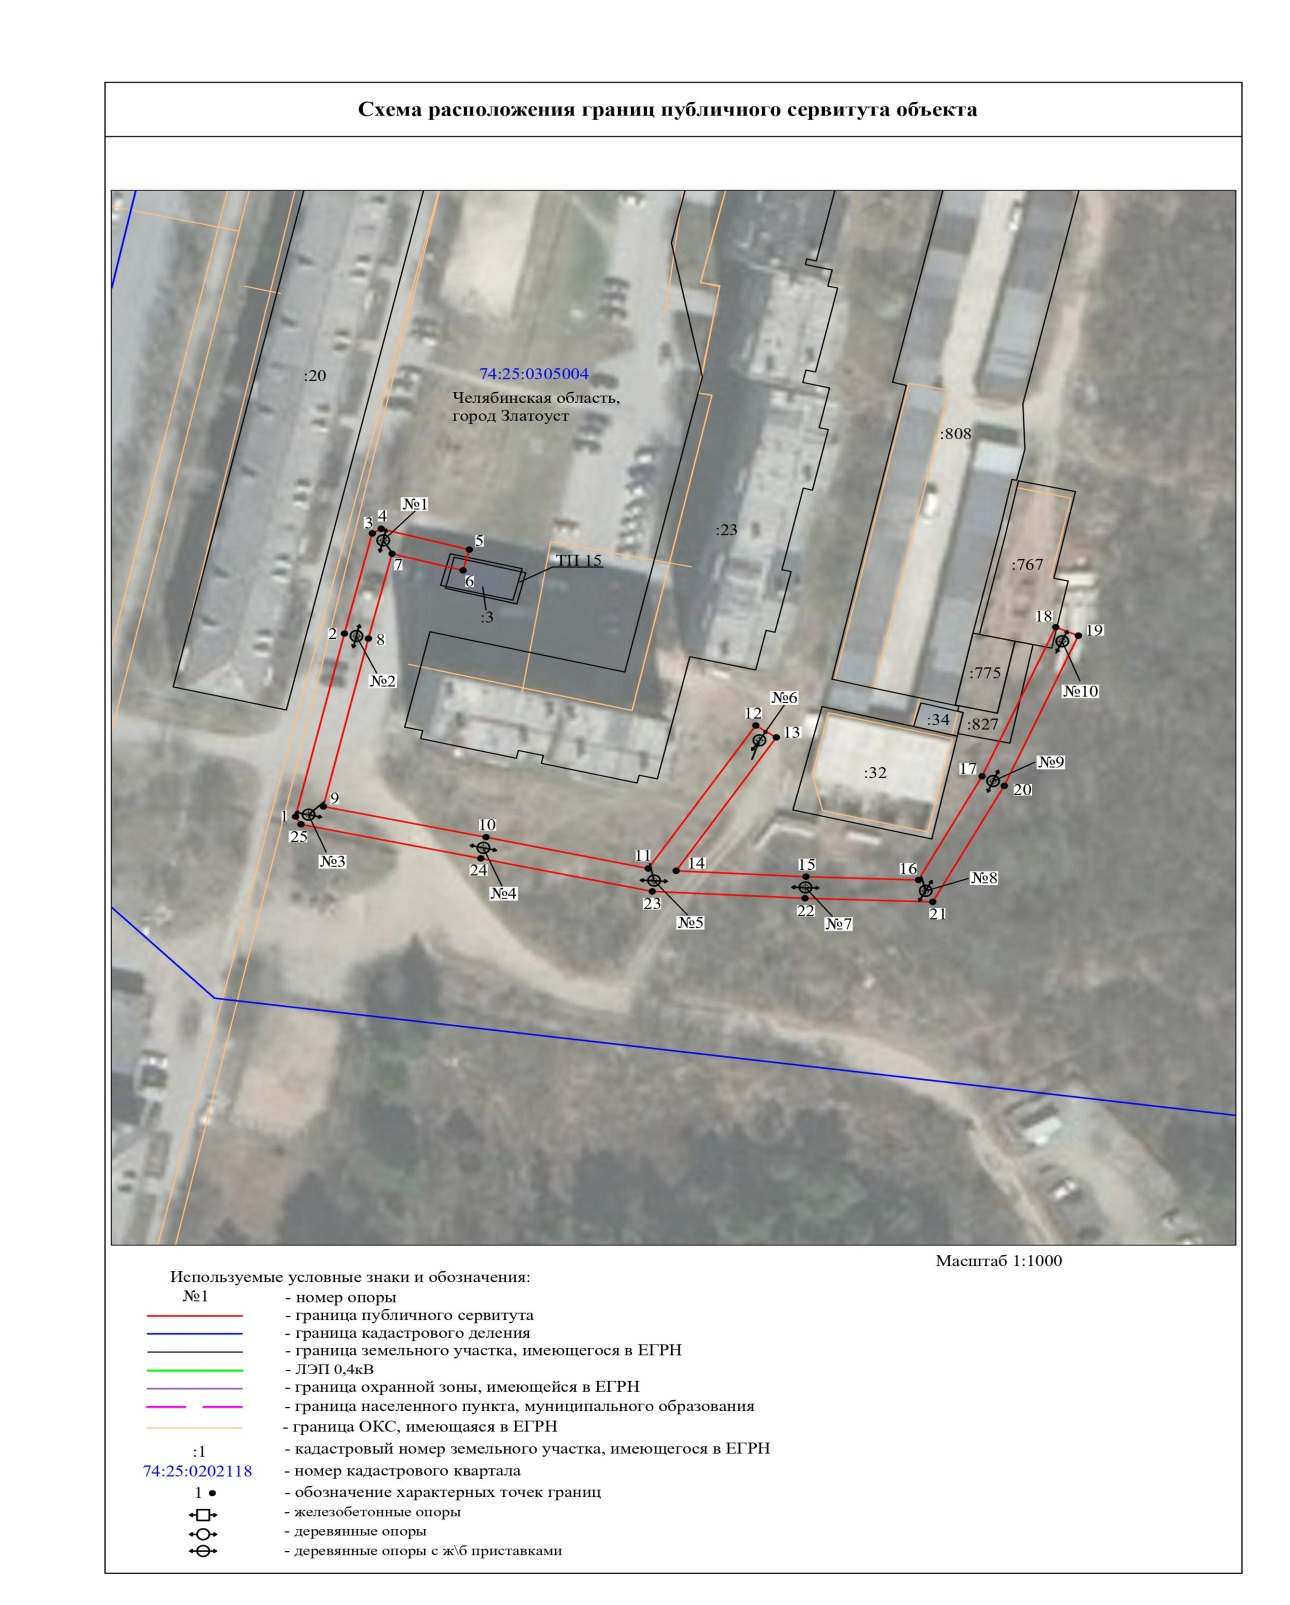 Схема расположения границ публичного сервитута объекта
:20
74:25:0305004
Челябинская область,
город Златоуст
:808
:23
№1
3
4
5
ТП 15
7
6
:3
:767
2
8
№2
18
19
№10
:775
№6
12
13
:34
:827
:32
17
№9
20
9
1
25
№3
10
24
№4
11
14
15
16
№8
23
№5
22
№7
21
Масштаб 1:1000
Используемые условные знаки и обозначения:
№1 - номер опоры
- граница публичного сервитута
- граница кадастрового деления
- граница земельного участка, имеющегося в ЕГРН
- ЛЭП 0,4кВ
- граница охранной зоны, имеющейся в ЕГРН
- граница населенного пункта, муниципального образования
- граница ОКС, имеющаяся в ЕГРН
:1 - кадастровый номер земельного участка, имеющегося в ЕГРН
74:25:0202118 - номер кадастрового квартала
1 - обозначение характерных точек границ
- железобетонные опоры
- деревянные опоры
- деревянные опоры с ж\б приставками